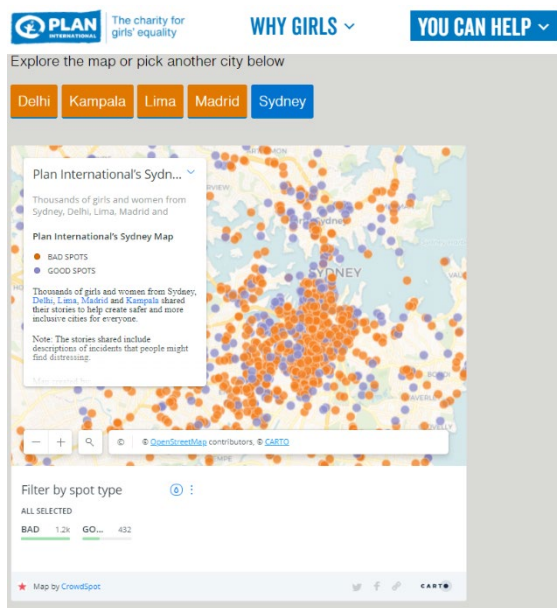 PLAN
INTERNATIONAL
The charity for
girls' equality
WHY GIRLS
YOU CAN HELP
Explore the map or pick another city below
Delhi
Kampala
Lima
Madrid
Sydney
Plan International's Sydn...
Thousands of girls and women from
Sydney, Delhi, Lima, Madrid and
Plan International's Sydney Map
BAD SPOTS
GOOD SPOTS
Thousands of girls and women from Sydney,
Delhi, Lima, Madrid and Kampala shared
their stories to help create safer and more
inclusive cities for everyone.
Note: The stories shared include
descriptions of incidents that people might
find distressing.
SYDNEY
− +
©
© OpenStreetMap contributors, © CARTO
Filter by spot type
ALL SELECTED
BAD 1.2k GO... 432
Map by CrowdSpot
CARTO